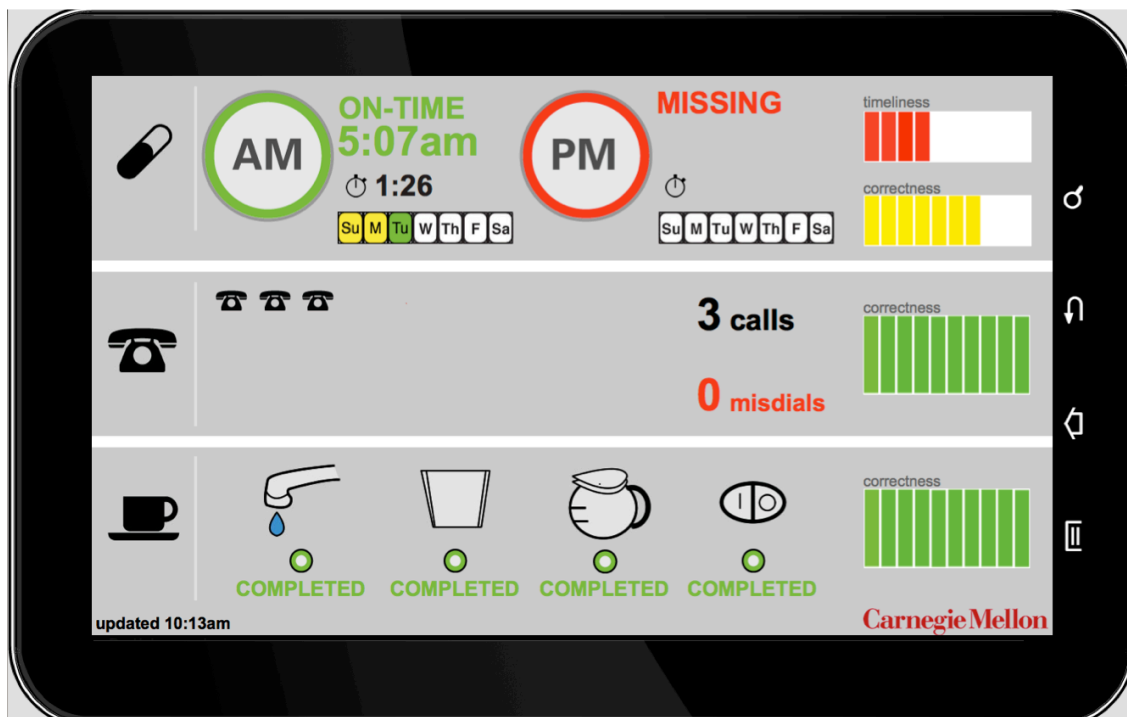 AM
ON-TIME
5:07am
1:26
Su M Tu W Th F Sa
PM
MISSING
Su M Tu W Th F Sa
timeliness
correctness
3 calls
0 misdials
correctness
COMPLETED COMPLETED COMPLETED COMPLETED
correctness
updated 10:13am
Carnegie Mellon